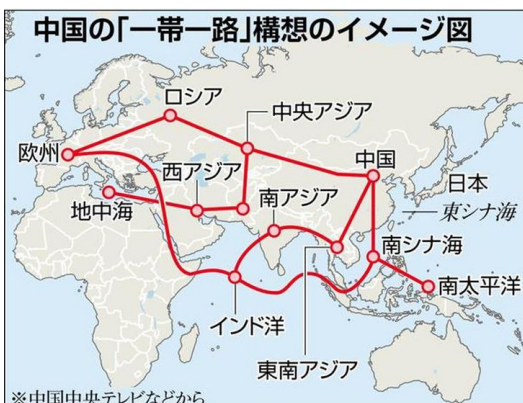 中国の「一帯一路」構想のイメージ図
ロシア
中央アジア
欧州
西アジア
中国
日本
地中海
南アジア
東シナ海
南シナ海
南太平洋
インド洋
東南アジア
※中国中央テレビなどから